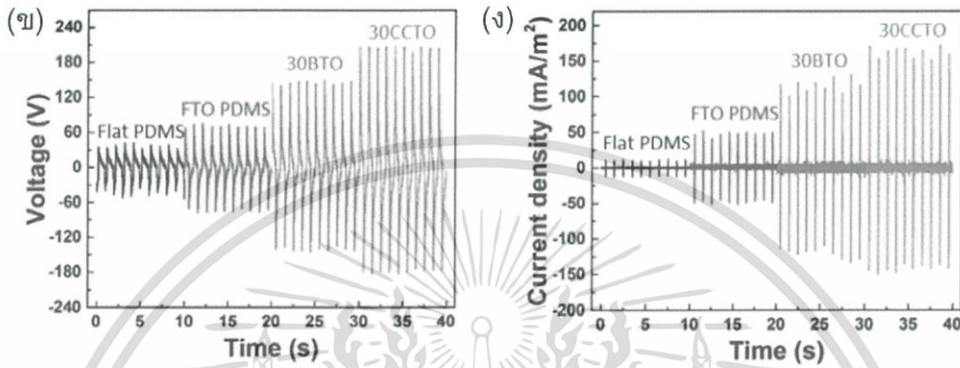 (ข)
Voltage (V)
240
180
120
60
0
-60
-120
-180
-240
Flat PDMS
FTO PDMS
30BTO
30CCTO
0 5 10 15 20 25 30 35 40
Time (s)
(ง)
Current density (mA/m²)
200
150
100
50
0
-50
-100
-150
-200
Flat PDMS
FTO PDMS
30BTO
30CCTO
0 5 10 15 20 25 30 35 40
Time (s)